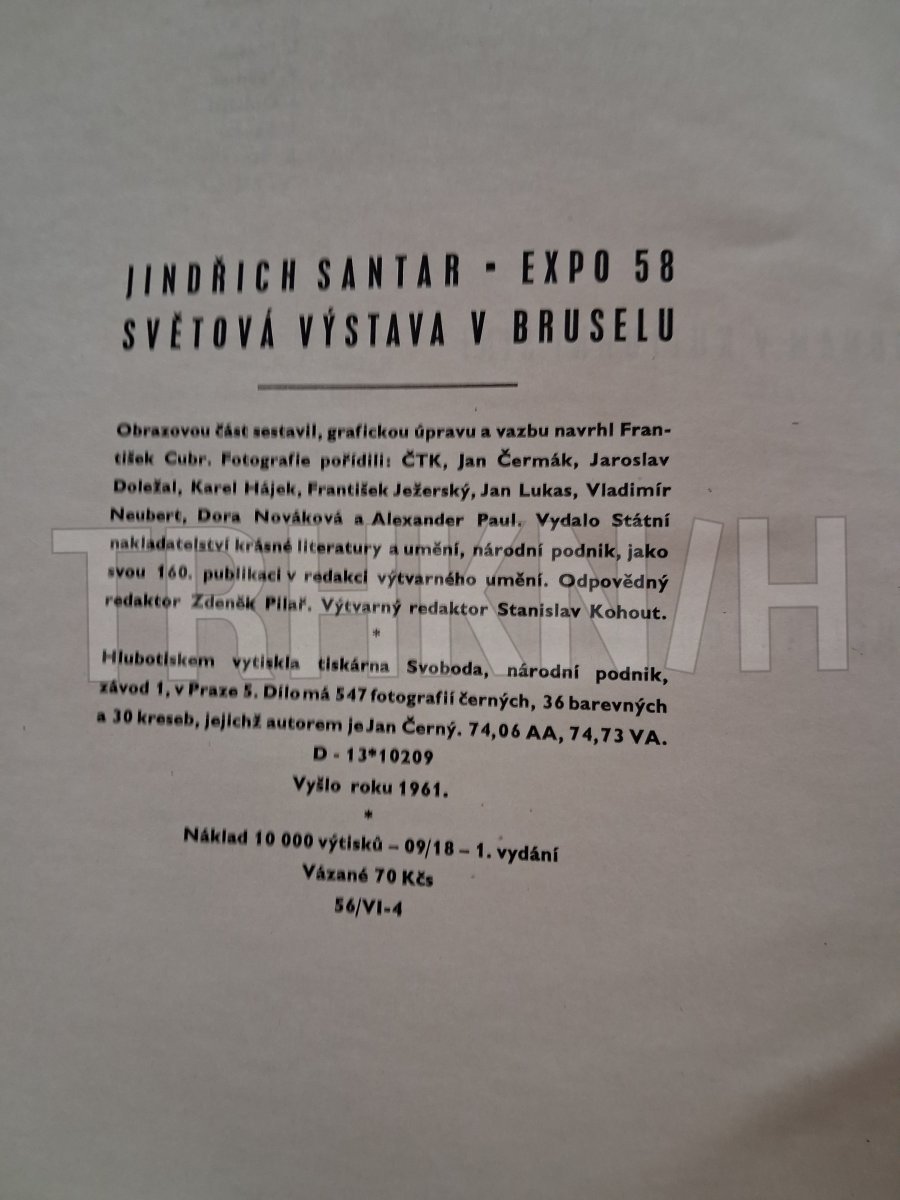 JINDŘICH SANTAR - EXPO 58
SVĚTOVÁ VÝSTAVA V BRUSELU
Obrazovou část sestavil, grafickou úpravu a vazbu navrhl Fran-
tišek Cubr. Fotografie pořídili: ČTK, Jan Čermák, Jaroslav
Doležal, Karel Hájek, František Ježerský, Jan Lukas, Vladimír
Neubert, Dora Nováková a Alexander Paul. Vydalo Státní
nakladatelství krásné literatury a umění, národní podnik, jako
svou 160. publikaci v redakci výtvarného umění. Odpovědný
redaktor Zdeněk Pilař. Výtvarný redaktor Stanislav Kohout.
*
Hlubotiskem vytiskla tiskárna Svoboda, národní podnik,
závod 1, v Praze 5. Dílo má 547 fotografií černých, 36 barevných
a 30 kreseb, jejichž autorem je Jan Černý. 74,06 AA, 74,73 VA.
D - 13*10209
Vyšlo roku 1961.
*
Náklad 10 000 výtisků – 09/18 – 1. vydání
Vázané 70 Kčs
56/VI-4